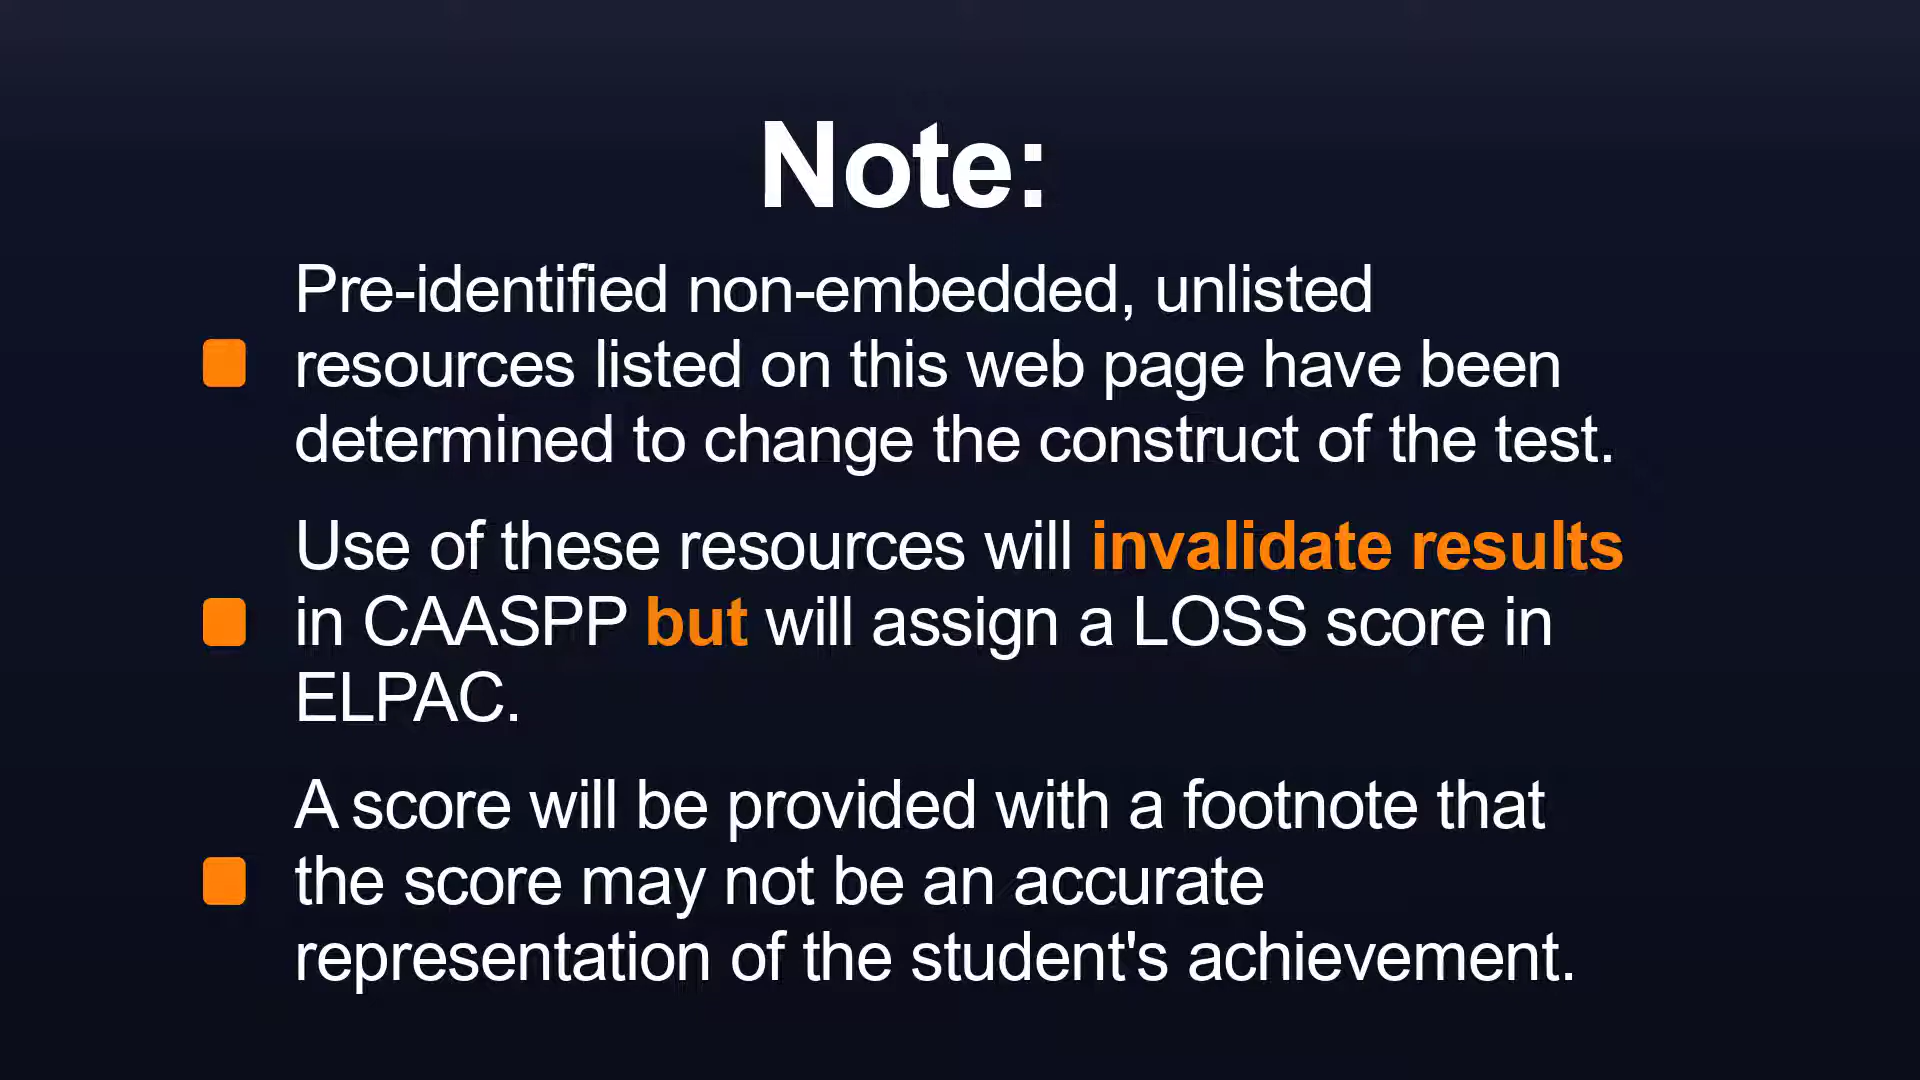 Note:
Pre-identified non-embedded, unlisted
resources listed on this web page have been
determined to change the construct of the test.
Use of these resources will invalidate results
in CAASPP but will assign a LOSS score in
ELPAC.
A score will be provided with a footnote that
the score may not be an accurate
representation of the student's achievement.